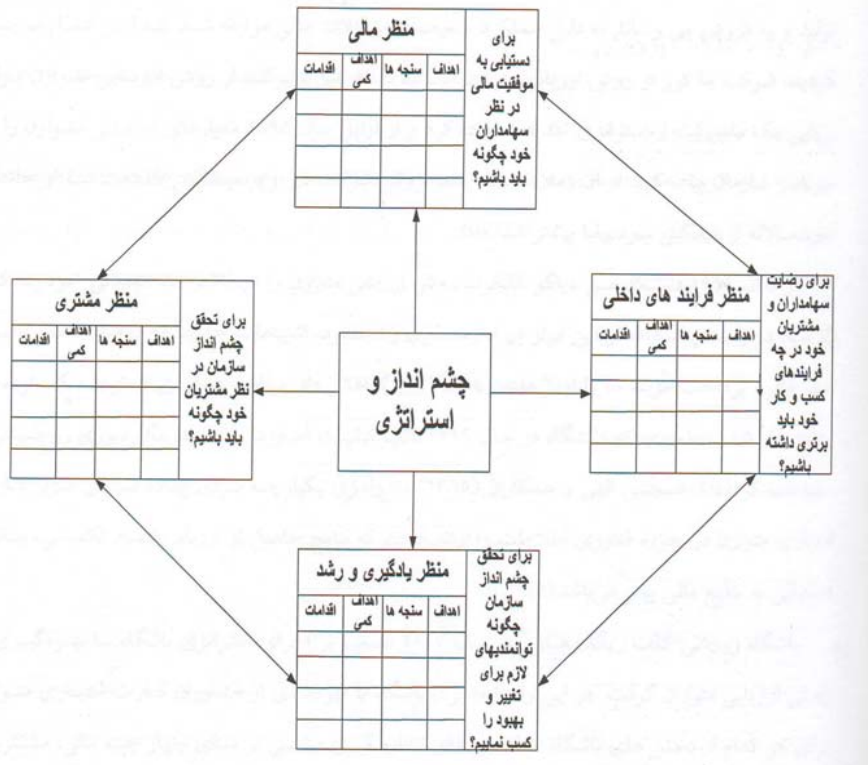 منظر مالی
اهداف سنجه ها اهداف کمی اقدامات
برای
دستیابی به
موفقیت مالی
در نظر
سهامداران
خود چگونه
باید باشیم؟
منظر فرایند های داخلی
اهداف سنجه ها اهداف کمی اقدامات
برای رضایت
سهامداران و
مشتریان
خود در چه
فرایندهای
کسب و کار
خود باید
برتری داشته
باشیم؟
چشم انداز و
استراتژی
منظر مشتری
اهداف سنجه ها اهداف کمی اقدامات
برای تحقق
چشم انداز
سازمان در
نظر مشتریان
خود چگونه
باید باشیم؟
منظر یادگیری و رشد
اهداف سنجه ها اهداف کمی اقدامات
برای تحقق
چشم انداز
سازمان
چگونه
توانمندیهای
لازم برای
تغییر و
بهبود را
کسب نماییم؟